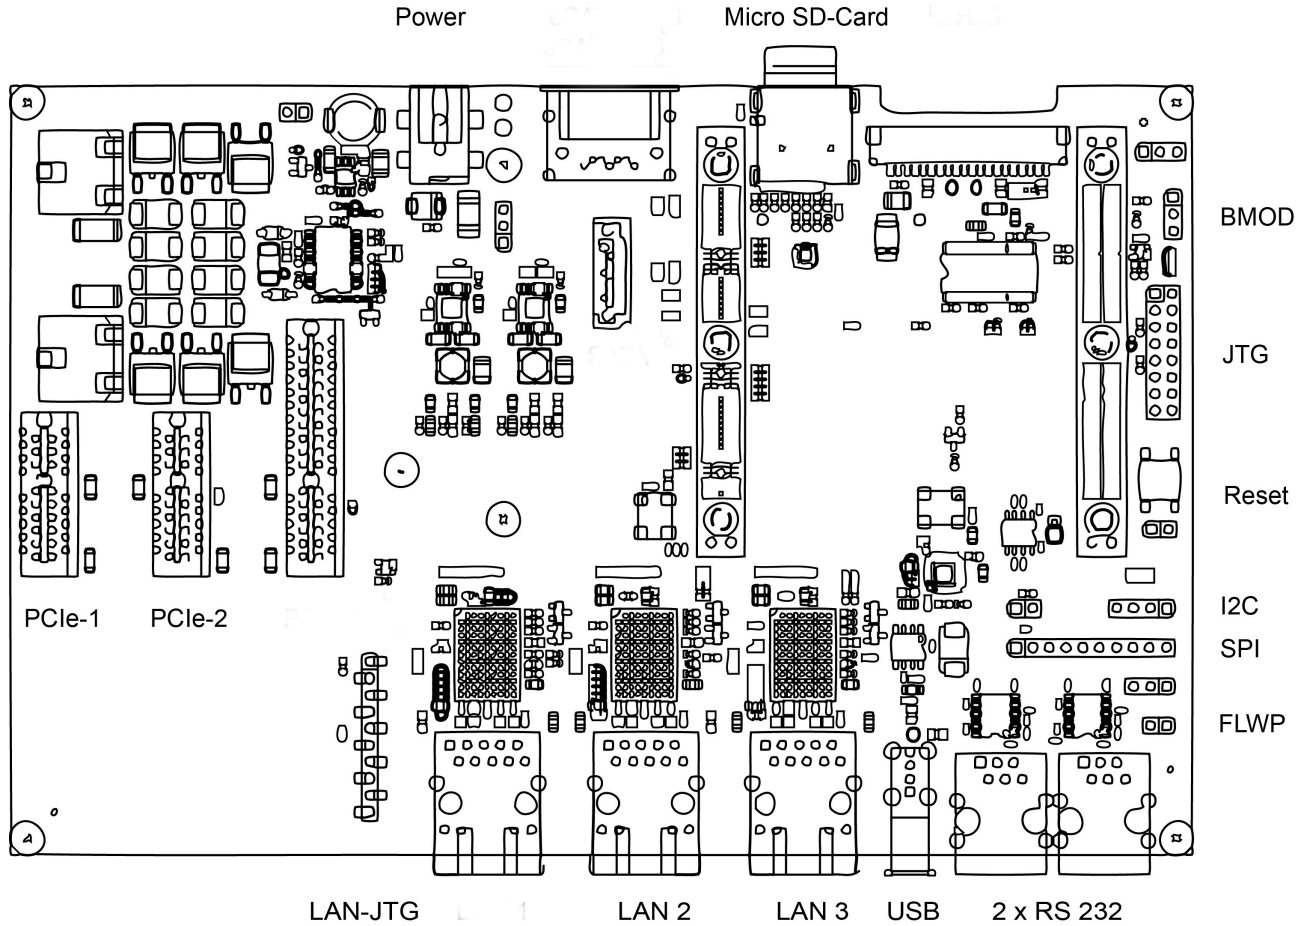 Power Micro SD-Card
BMOD
JTG
Reset
PCIe-1 PCIe-2
I2C
SPI
FLWP
LAN-JTG LAN 2 LAN 3 USB 2 x RS 232